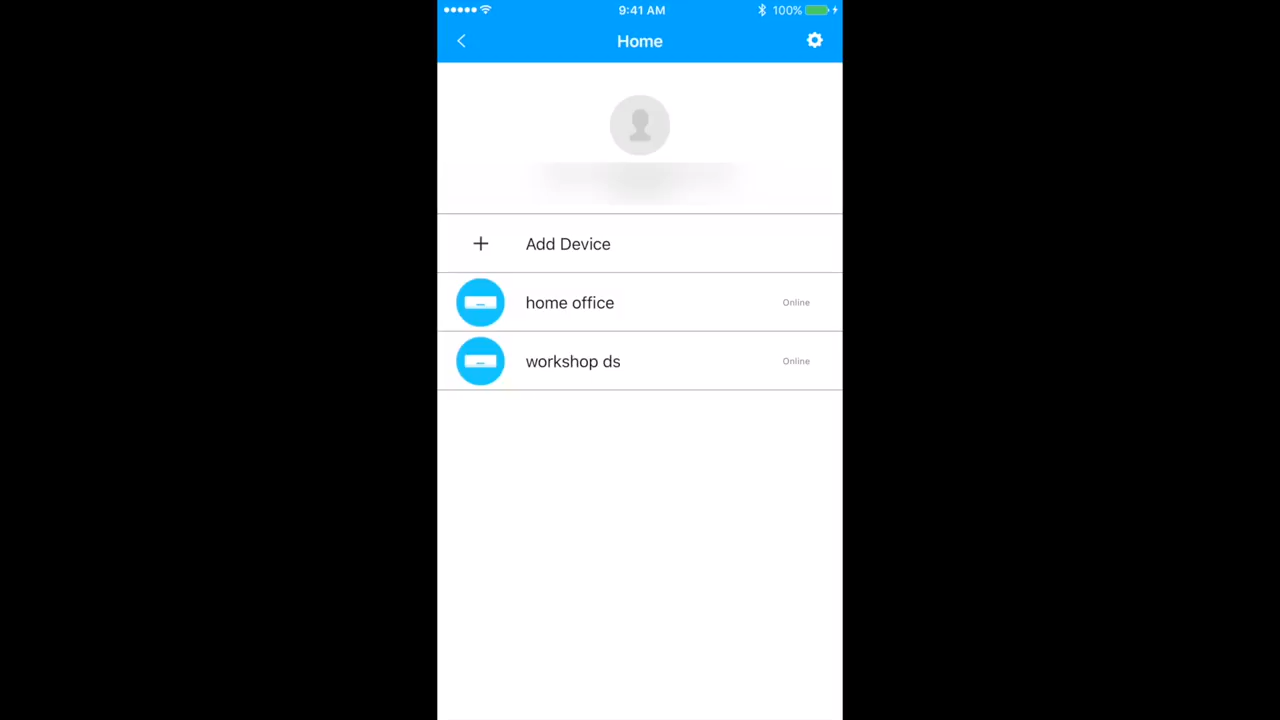 9:41 AM
100%
Home
Add Device
home office
Online
workshop ds
Online